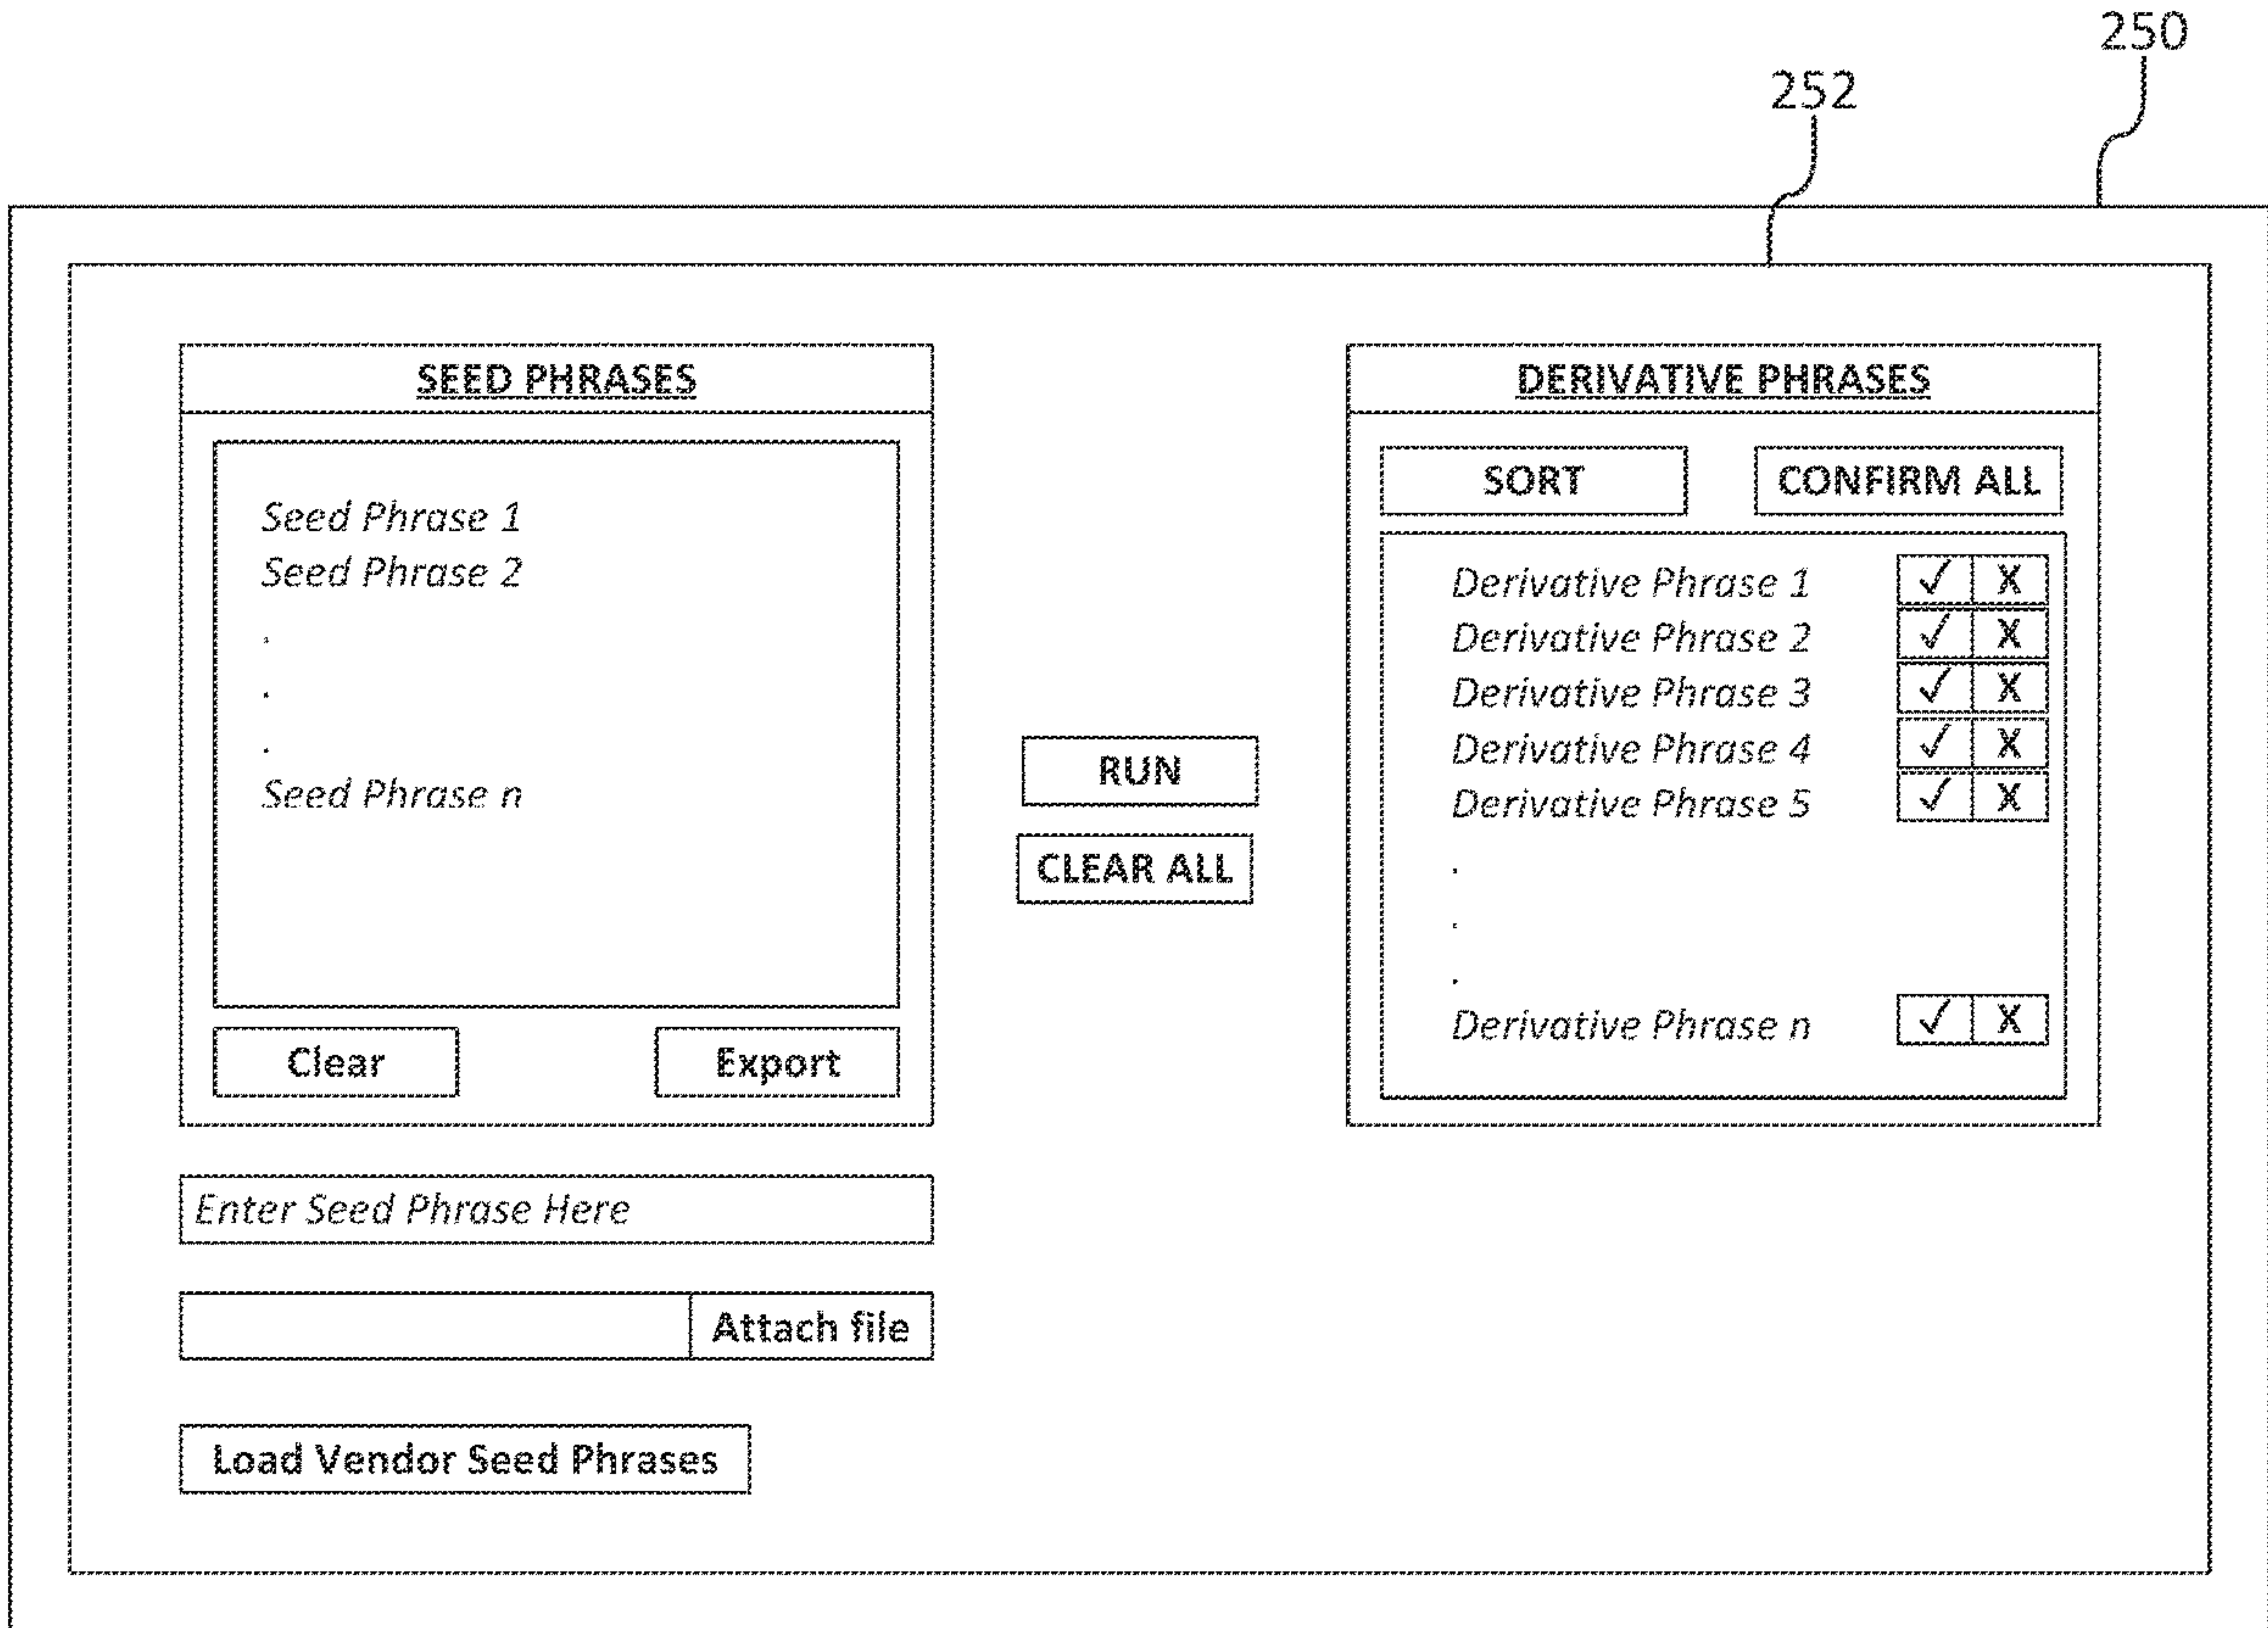 250
252
SEED PHRASES
Seed Phrase 1
Seed Phrase 2
.
.
.
Seed Phrase n
Clear
Export
Enter Seed Phrase Here
Attach file
Load Vendor Seed Phrases
RUN
CLEAR ALL
DERIVATIVE PHRASES
SORT
CONFIRM ALL
Derivative Phrase 1 ✓ X
Derivative Phrase 2 ✓ X
Derivative Phrase 3 ✓ X
Derivative Phrase 4 ✓ X
Derivative Phrase 5 ✓ X
.
.
.
Derivative Phrase n ✓ X